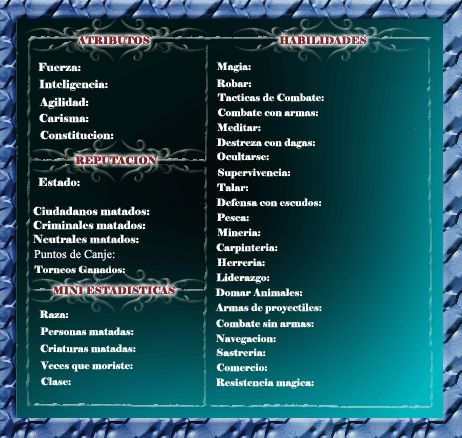 ATRIBUTOS
Fuerza:
Inteligencia:
Agilidad:
Carisma:
Constitucion:
REPUTACION
Estado:
Ciudadanos matados:
Criminales matados:
Neutrales matados:
Puntos de Canje:
Torneos Ganados:
MINI ESTADISTICAS
Raza:
Personas matadas:
Criaturas matadas:
Veces que moriste:
Clase:
HABILIDADES
Magia:
Robar:
Tacticas de Combate:
Combate con armas:
Meditar:
Destreza con dagas:
Ocultarse:
Supervivencia:
Talar:
Defensa con escudos:
Pesca:
Mineria:
Carpinteria:
Herreria:
Liderazgo:
Domar Animales:
Armas de proyectiles:
Combate sin armas:
Navegacion:
Sastreria:
Comercio:
Resistencia magica: